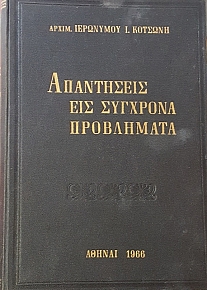 ΑΡΧΙΜ. ΙΕΡΩΝΥΜΟΥ Ι. ΚΟΤΣΩΝΗ
ΑΠΑΝΤΗΣΕΙΣ
ΕΙΣ ΣΥΓΧΡΟΝΑ
ΠΡΟΒΛΗΜΑΤΑ
ΑΘΗΝΑΙ 1966